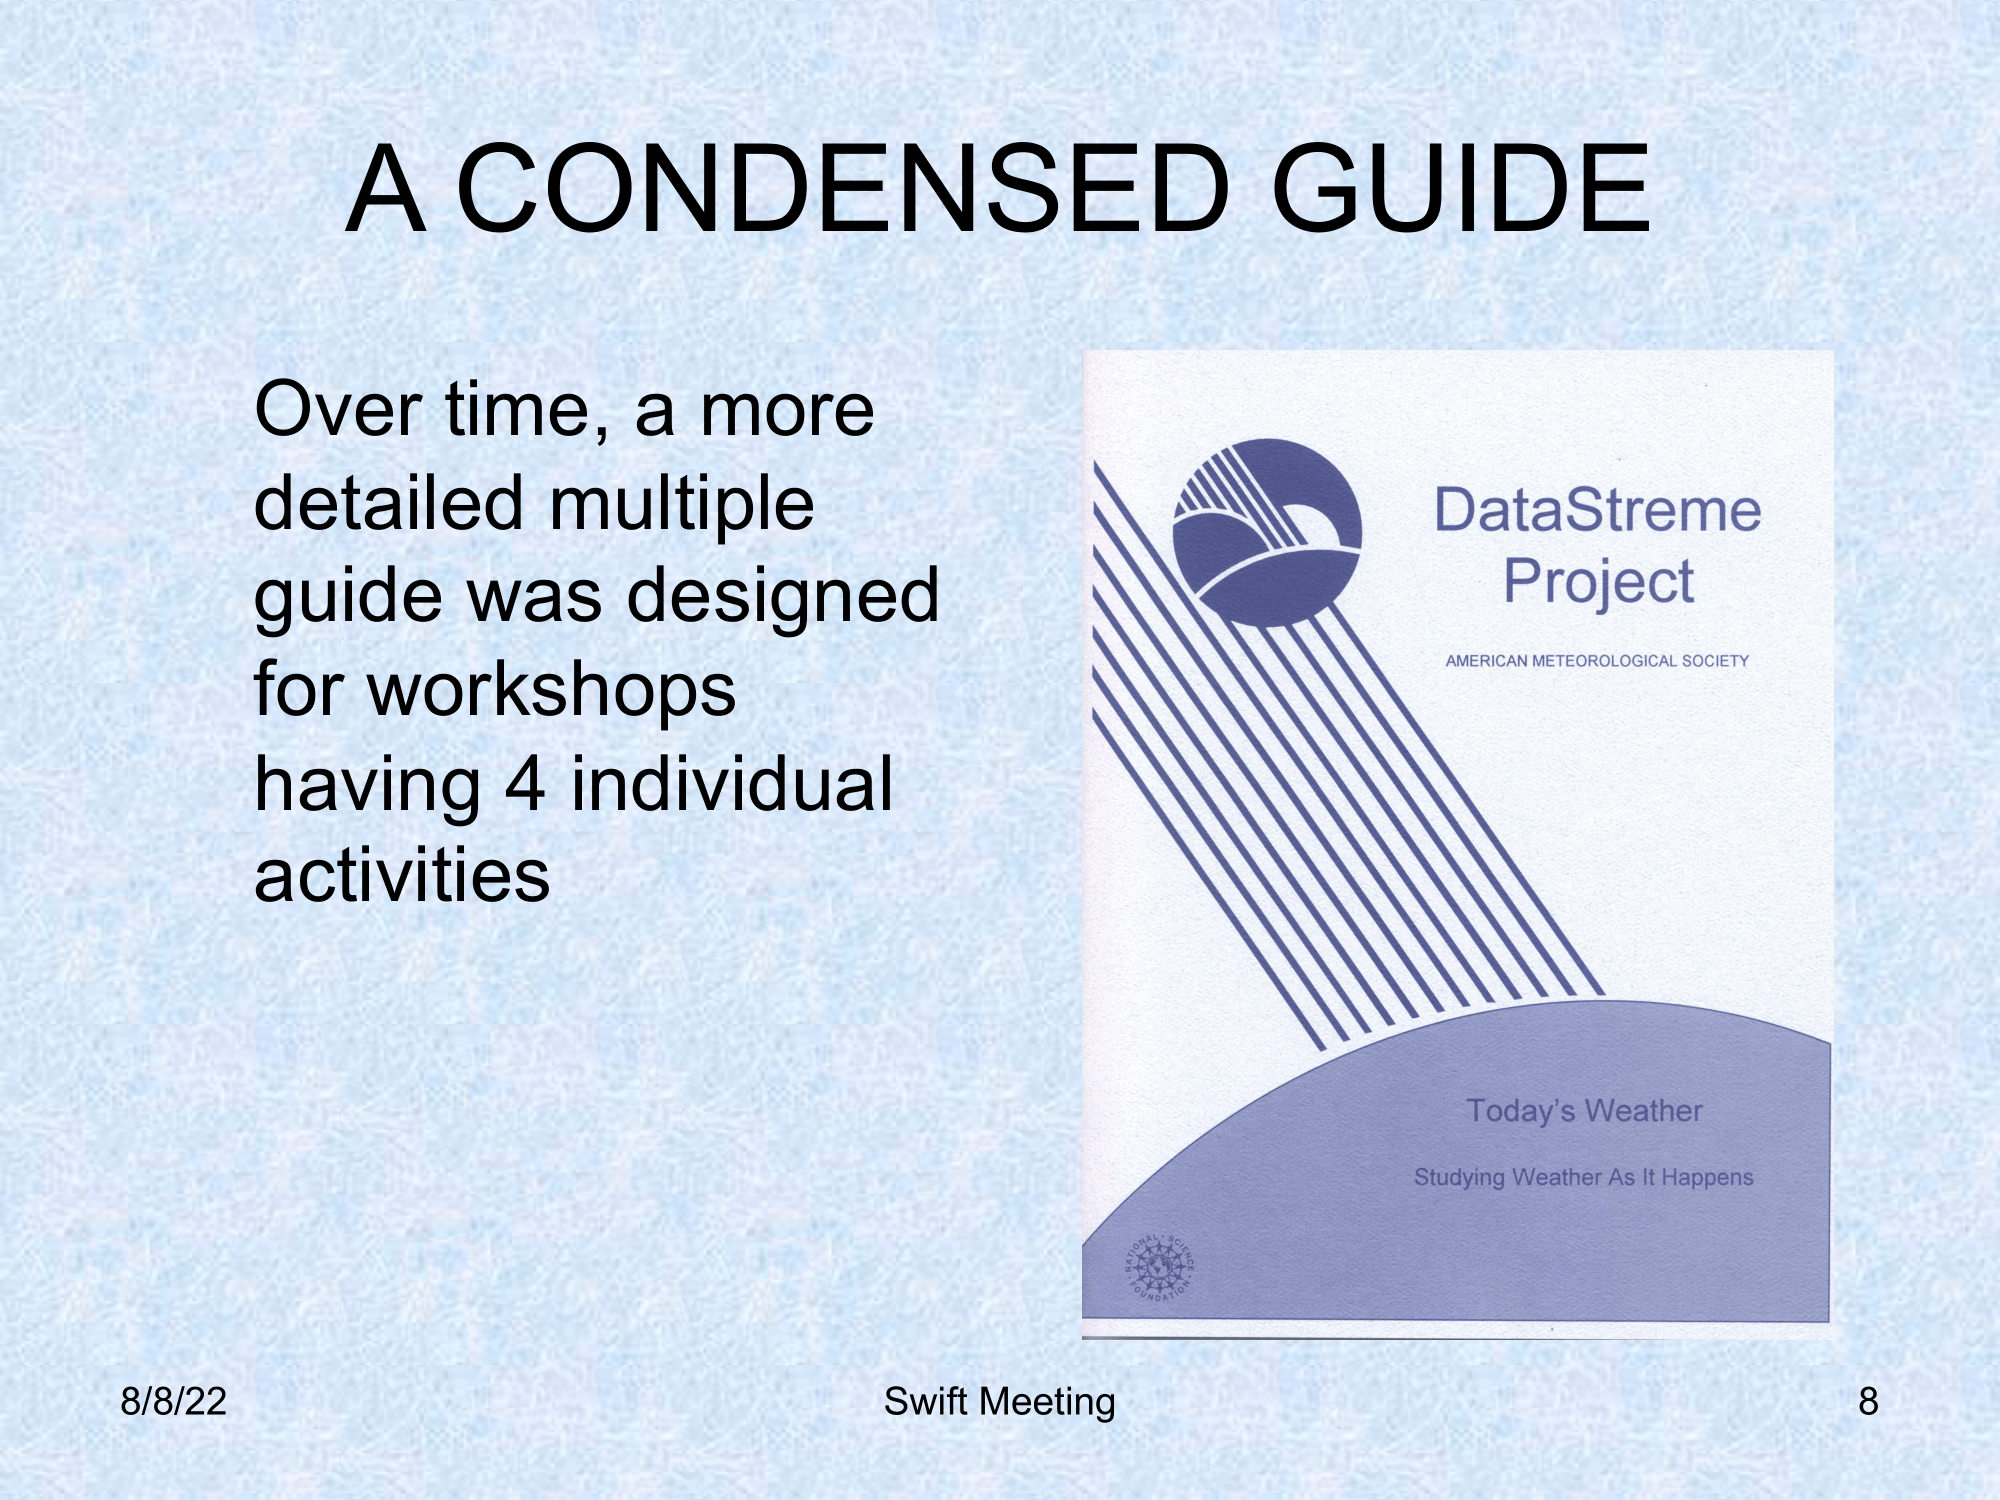 A CONDENSED GUIDE
Over time, a more
detailed multiple
guide was designed
for workshops
having 4 individual
activities
DataStreme
Project
AMERICAN METEOROLOGICAL SOCIETY
Today's Weather
Studying Weather As It Happens
NATIONAL • SCIENCE • FOUNDATION •
8/8/22
Swift Meeting
8